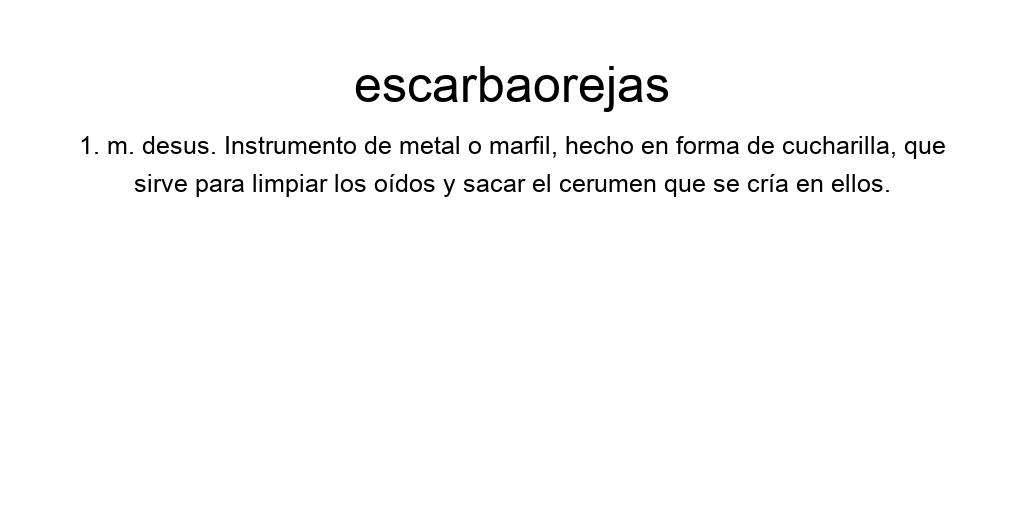 escarbaorejas
1. m. desus. Instrumento de metal o marfil, hecho en forma de cucharilla, que
sirve para limpiar los oídos y sacar el cerumen que se cría en ellos.